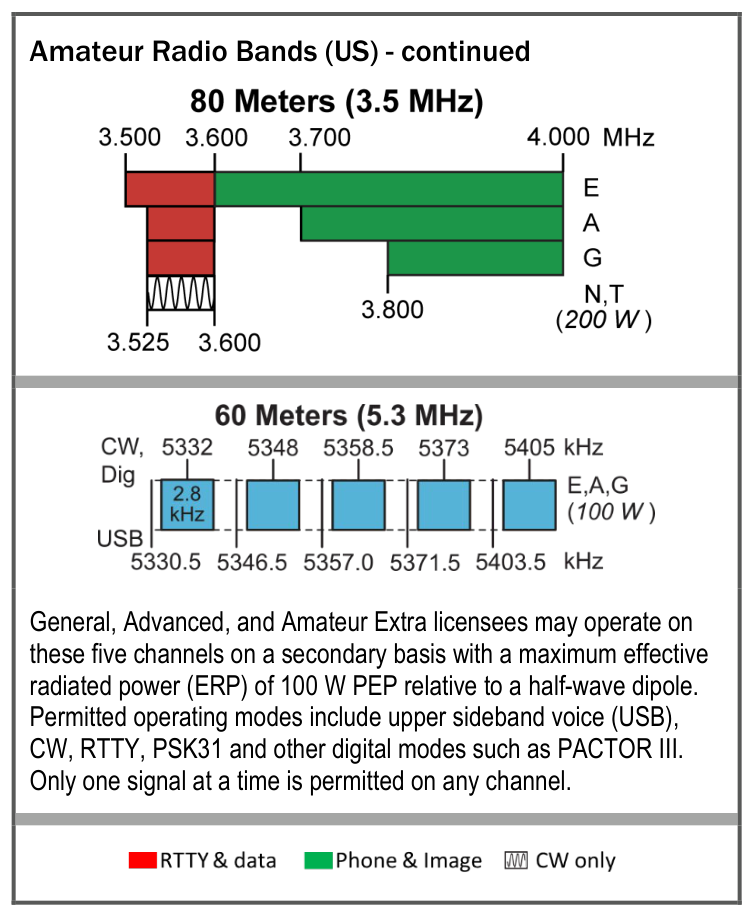 Amateur Radio Bands (US) - continued
80 Meters (3.5 MHz)
3.500 3.600 3.700 4.000 MHz
E
A
G
N,T
3.800
(200 W )
3.525 3.600
60 Meters (5.3 MHz)
CW, 5332 5348 5358.5 5373 5405 kHz
Dig
2.8 E,A,G
kHz (100 W )
USB
5330.5 5346.5 5357.0 5371.5 5403.5 kHz
General, Advanced, and Amateur Extra licensees may operate on
these five channels on a secondary basis with a maximum effective
radiated power (ERP) of 100 W PEP relative to a half-wave dipole.
Permitted operating modes include upper sideband voice (USB),
CW, RTTY, PSK31 and other digital modes such as PACTOR III.
Only one signal at a time is permitted on any channel.
RTTY & data Phone & Image CW only